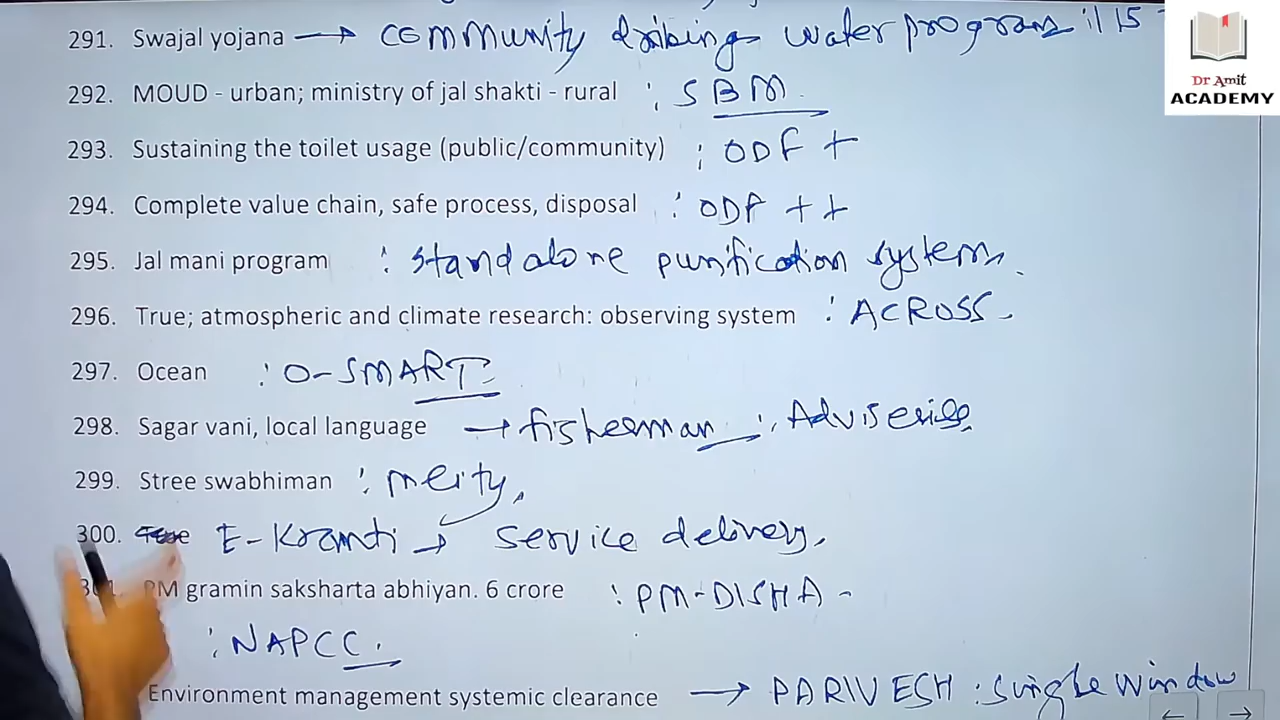 291. Swajal yojana → community drinking water program : 115
Dr Amit
ACADEMY
292. MOUD - urban; ministry of jal shakti - rural : SBM.
293. Sustaining the toilet usage (public/community) : ODF +
294. Complete value chain, safe process, disposal : ODF ++
295. Jal mani program : standalone purification system.
296. True; atmospheric and climate research: observing system : ACROSS.
297. Ocean : O-SMART.
298. Sagar vani, local language → fisherman :
299. Stree swabhiman : meity,
300. E-Kranti → service delivery,
PM gramin saksharta abhiyan. 6 crore : PM-DISHA -
: NAPCC.
Environment management systemic clearance → PARIVESH : single window